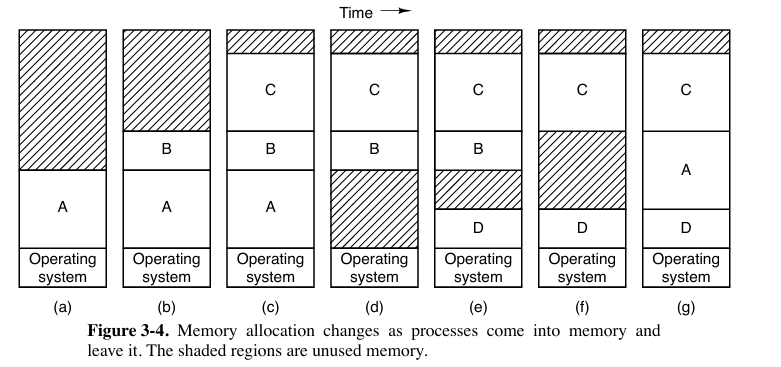 Time
C
C
C
C
C
B
B
B
B
A
A
A
A
D
D
D
Operating
system
Operating
system
Operating
system
Operating
system
Operating
system
Operating
system
Operating
system
(a)
(b)
(c)
(d)
(e)
(f)
(g)
Figure 3-4. Memory allocation changes as processes come into memory and
leave it. The shaded regions are unused memory.